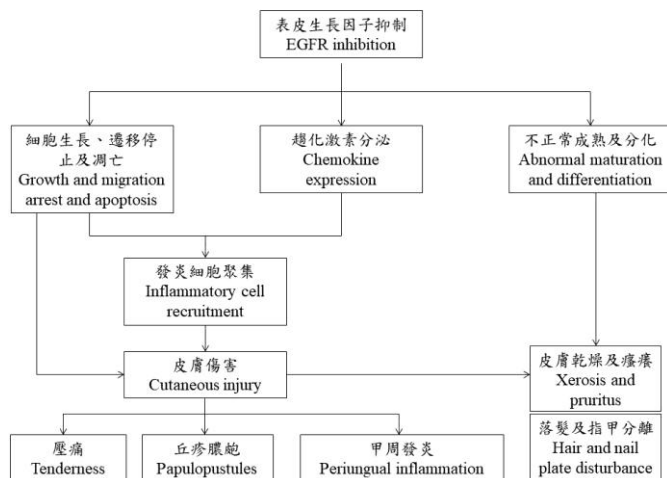 表皮生長因子抑制
EGFR inhibition
細胞生長、遷移停
止及凋亡
Growth and migration
arrest and apoptosis
趨化激素分泌
Chemokine
expression
不正常成熟及分化
Abnormal maturation
and differentiation
發炎細胞聚集
Inflammatory cell
recruitment
皮膚傷害
Cutaneous injury
皮膚乾燥及瘙癢
Xerosis and
pruritus
壓痛
Tenderness
丘疹膿皰
Papulopustules
甲周發炎
Periungual inflammation
落髮及指甲分離
Hair and nail
plate disturbance